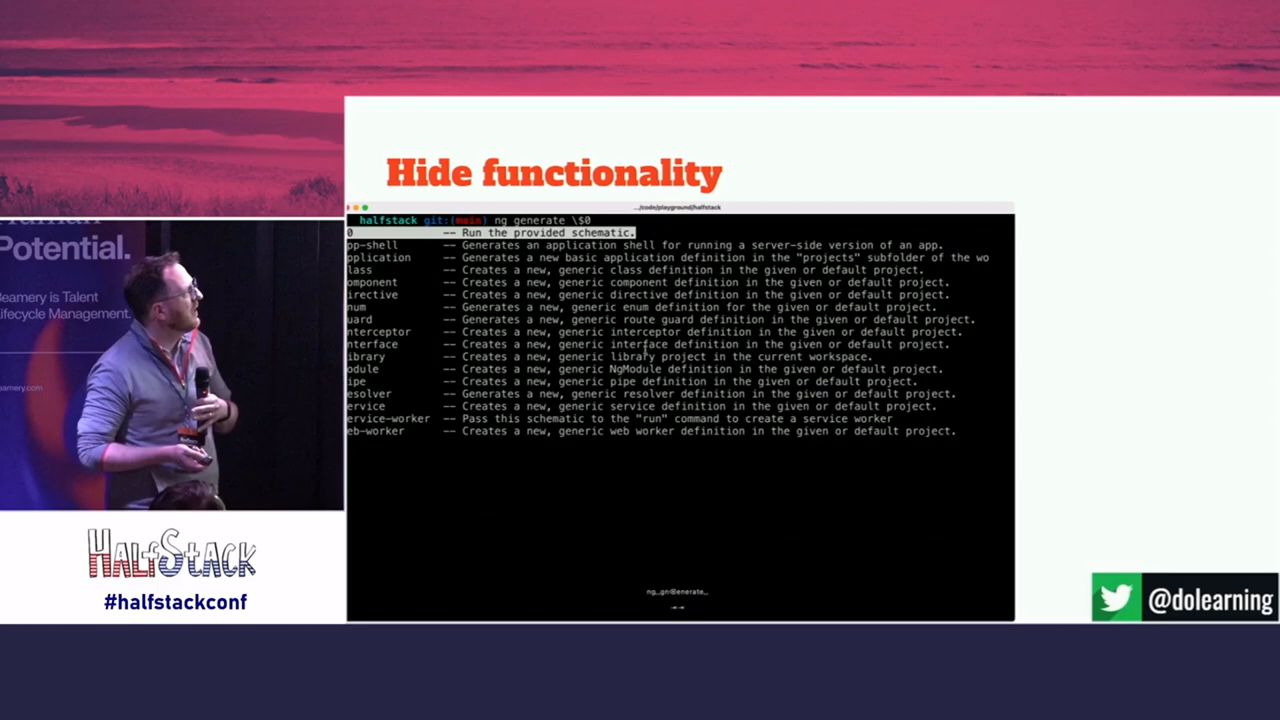 Hide functionality
.../code/playground/halfstack
halfstack git:(main) ng generate \$0
0 -- Run the provided schematic.
pp-shell -- Generates an application shell for running a server-side version of an app.
pplication -- Generates a new basic application definition in the "projects" subfolder of the wo
lass -- Creates a new, generic class definition in the given or default project.
omponent -- Creates a new, generic component definition in the given or default project.
irective -- Creates a new, generic directive definition in the given or default project.
num -- Generates a new, generic enum definition for the given or default project.
uard -- Generates a new, generic route guard definition in the given or default project.
nterceptor -- Creates a new, generic interceptor definition in the given or default project.
nterface -- Creates a new, generic interface definition in the given or default project.
ibrary -- Creates a new, generic library project in the current workspace.
odule -- Creates a new, generic NgModule definition in the given or default project.
ipe -- Creates a new, generic pipe definition in the given or default project.
esolver -- Generates a new, generic resolver definition in the given or default project.
ervice -- Creates a new, generic service definition in the given or default project.
ervice-worker -- Pass this schematic to the "run" command to create a service worker
eb-worker -- Creates a new, generic web worker definition in the given or default project.
Potential.
Beamery is Talent
Lifecycle Management.
eamery.com
HALFSTACK
#halfstackconf
@dolearning